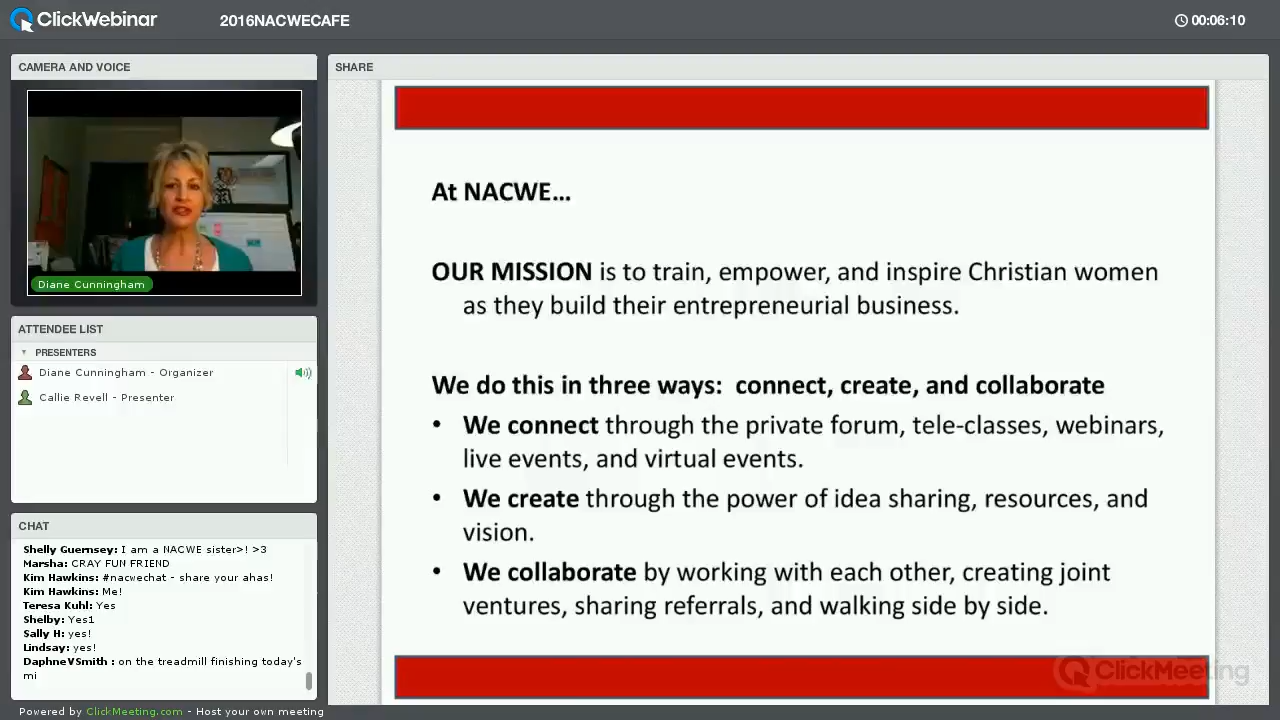 ClickWebinar
2016NACWECAFE
00:06:10
CAMERA AND VOICE
Diane Cunningham
ATTENDEE LIST
PRESENTERS
Diane Cunningham - Organizer
Callie Revell - Presenter
CHAT
Shelly Guernsey: I am a NACWE sister>! >3
Marsha: CRAY FUN FRIEND
Kim Hawkins: #nacwechat - share your ahas!
Kim Hawkins: Me!
Teresa Kuhl: Yes
Shelby: Yes1
Sally H: yes!
Lindsay: yes!
DaphneVSmith : on the treadmill finishing today's
mi
SHARE
At NACWE...
OUR MISSION is to train, empower, and inspire Christian women
as they build their entrepreneurial business.
We do this in three ways: connect, create, and collaborate
• We connect through the private forum, tele-classes, webinars,
live events, and virtual events.
• We create through the power of idea sharing, resources, and
vision.
• We collaborate by working with each other, creating joint
ventures, sharing referrals, and walking side by side.
ClickMeeting
Powered by ClickMeeting.com - Host your own meeting